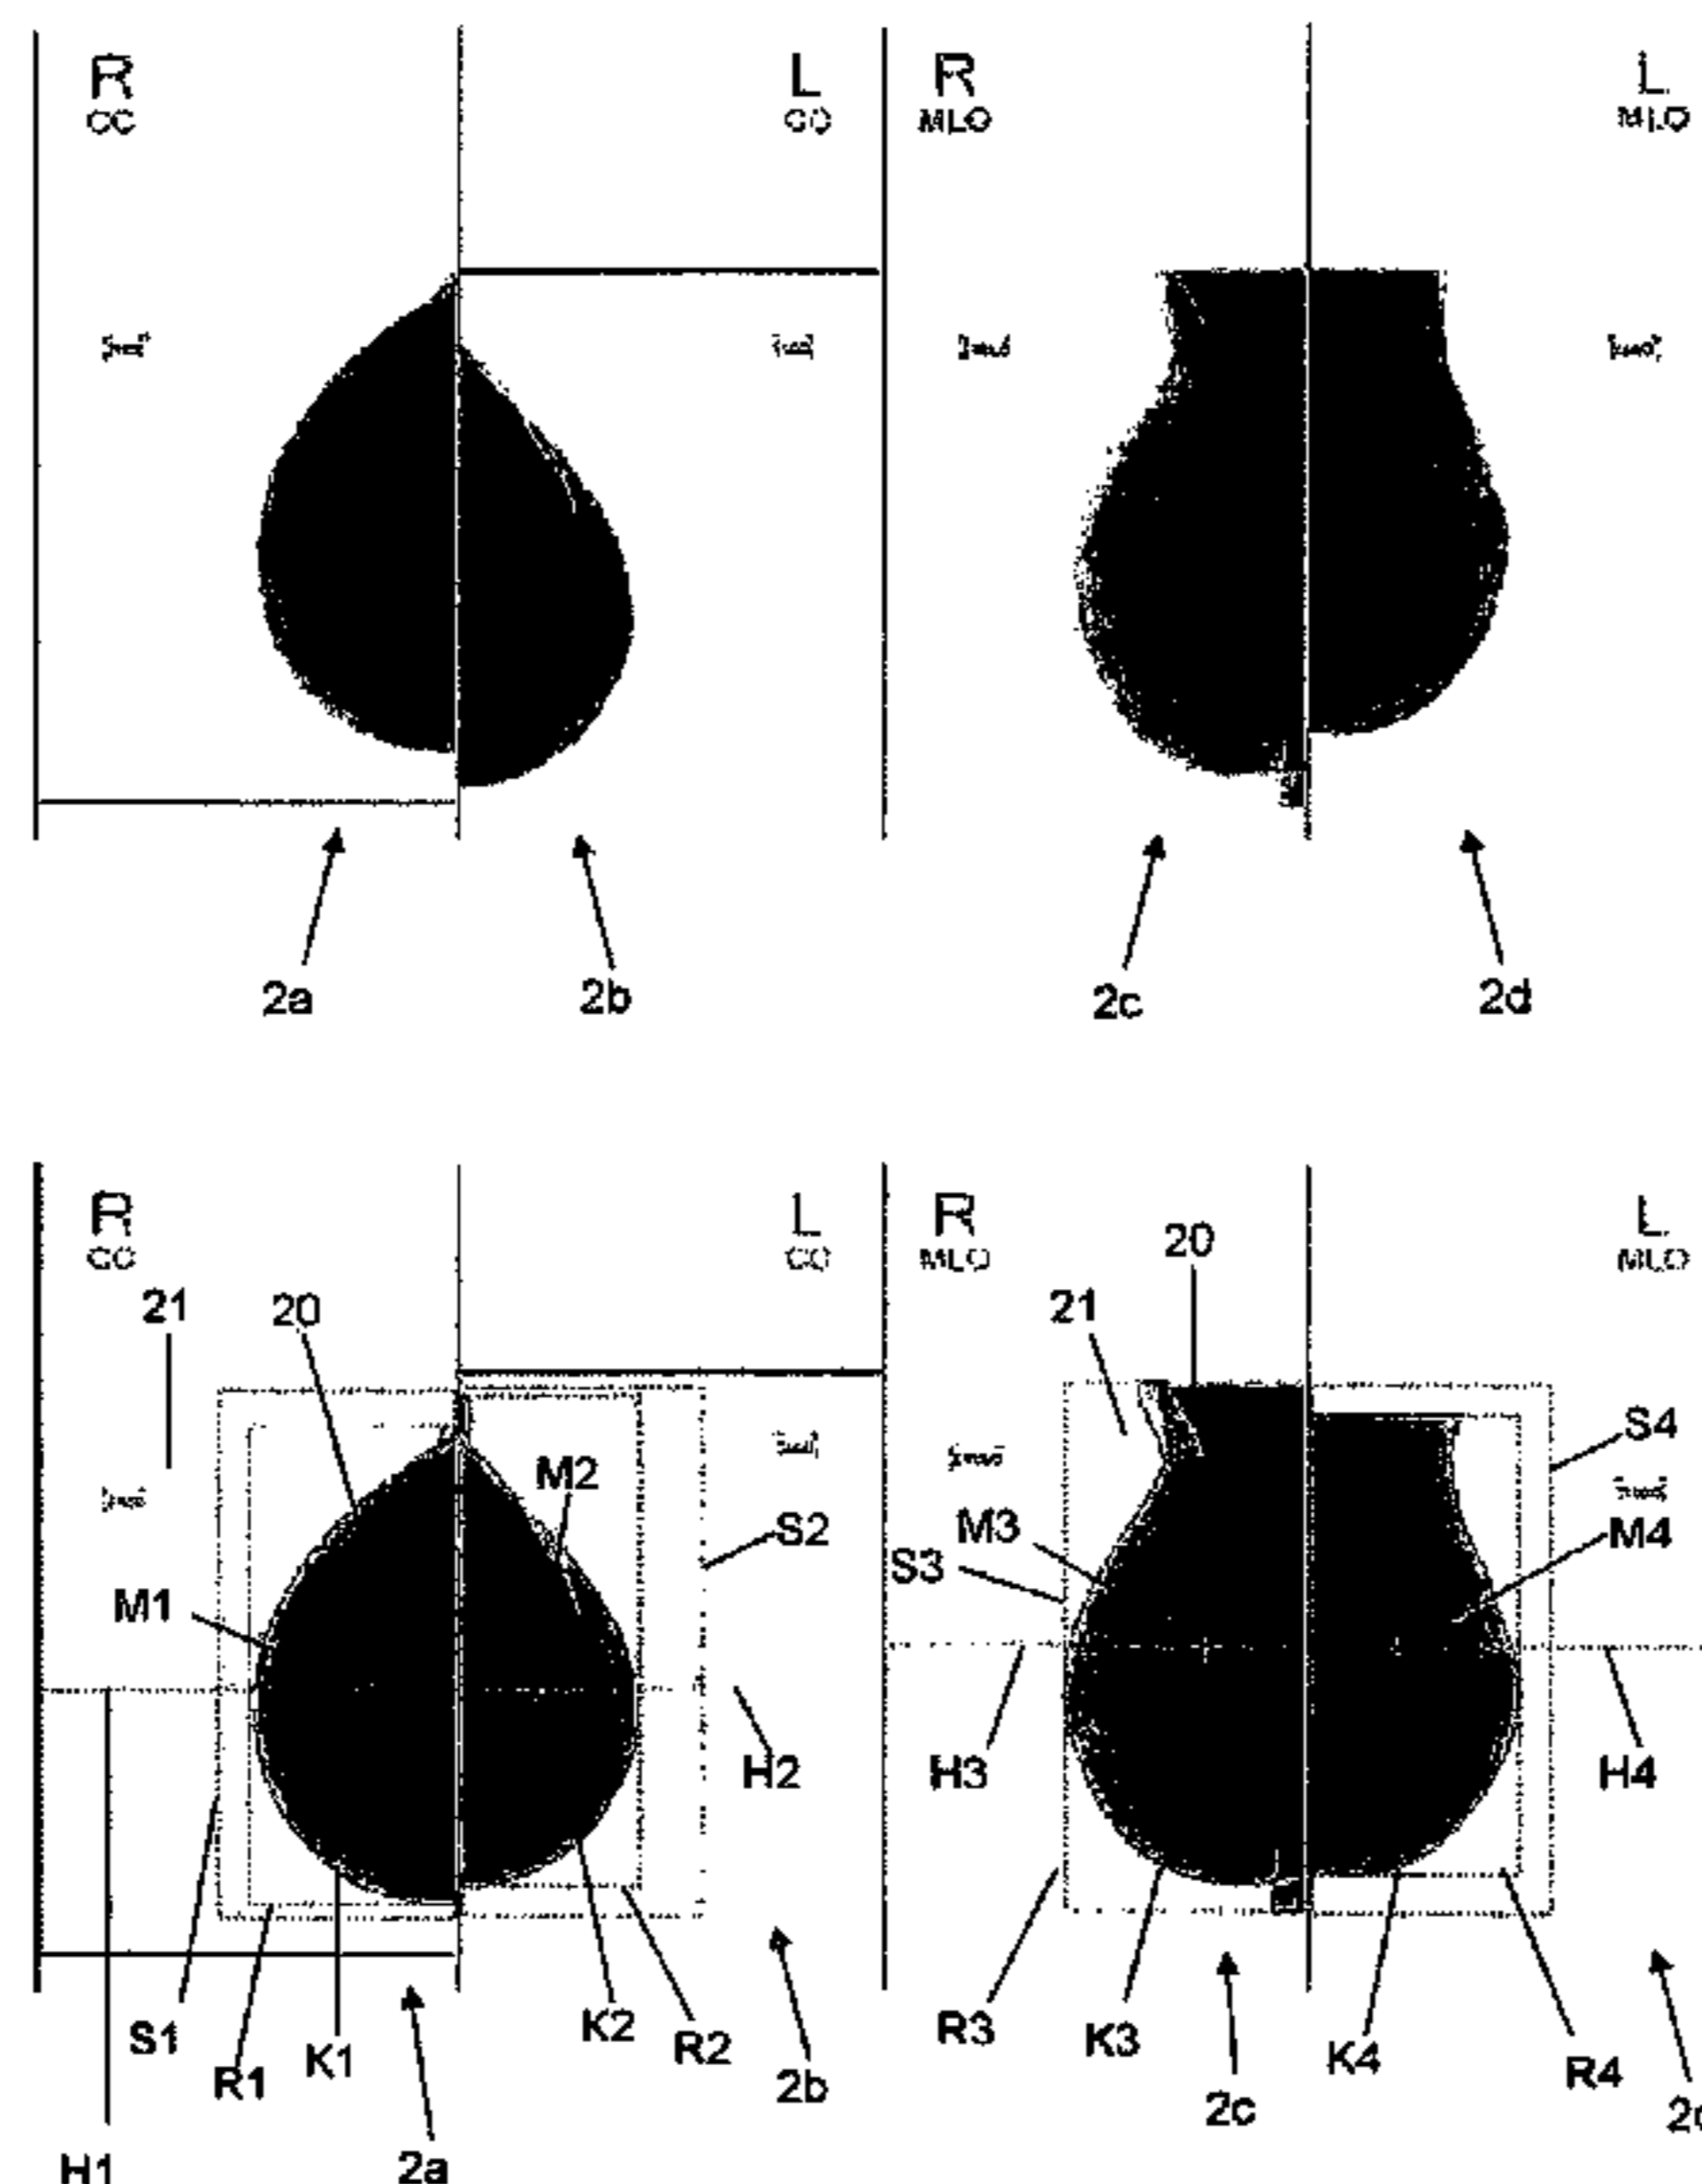 R L R L
CC CC MLO MLO
2a 2b 2c 2d
R L R L
CC CC MLO MLO
20
21 20 21
S4
M2
S2 M3 M4
S3
M1
H2 H3 H4
S1 K2 R2 R3 K3 K4 R4
R1 K1
2b
2c
H1 2a